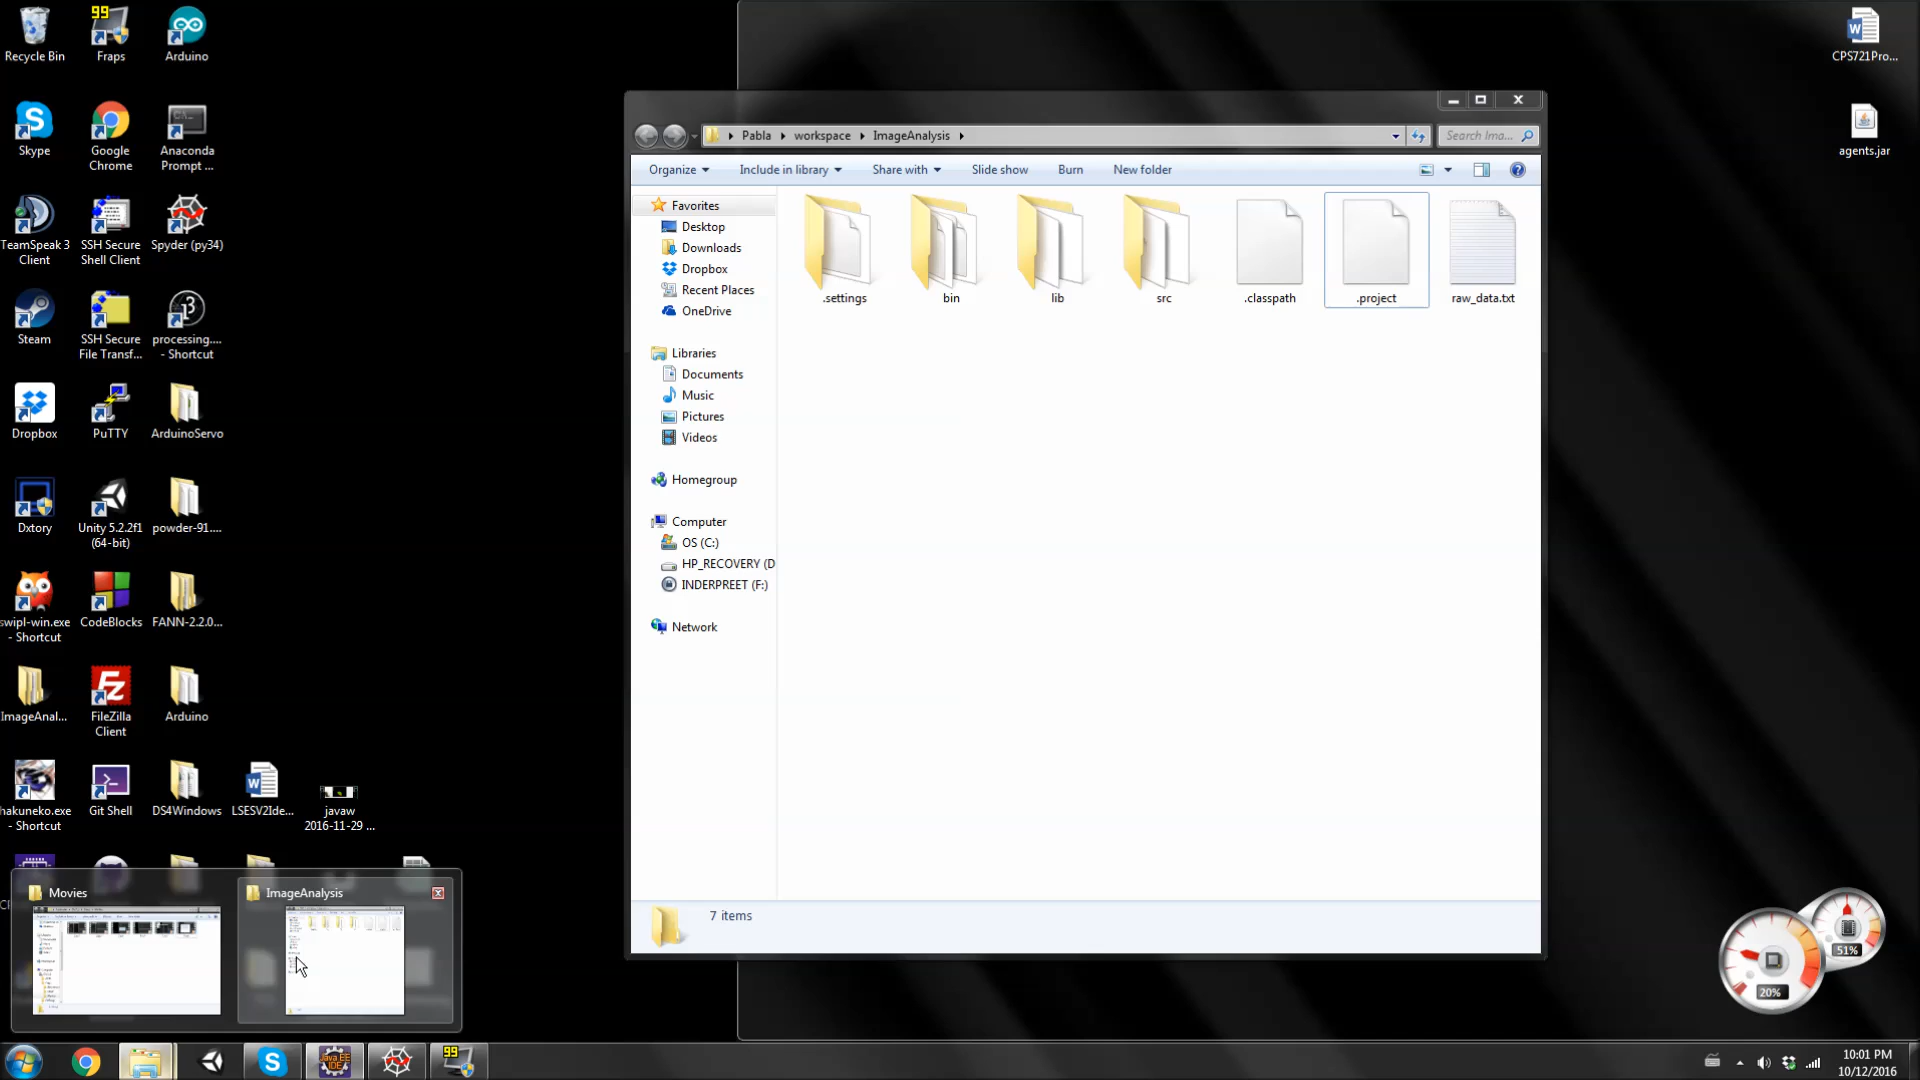 Recycle Bin
99
Fraps
Arduino
Skype
Google
Chrome
Anaconda
Prompt ...
TeamSpeak 3
Client
SSH Secure
Shell Client
Spyder (py34)
Steam
SSH Secure
File Transf...
processing....
- Shortcut
Dropbox
PuTTY
ArduinoServo
Dxtory
Unity 5.2.2f1
(64-bit)
powder-91....
swipl-win.exe
- Shortcut
CodeBlocks
FANN-2.2.0...
ImageAnal...
FileZilla
Client
Arduino
hakuneko.exe
- Shortcut
Git Shell
DS4Windows
LSESV2Ide...
javaw
2016-11-29 ...
CPS721Pro...
agents.jar
Pabla
workspace
ImageAnalysis
Search Ima...
Organize
Include in library
Share with
Slide show
Burn
New folder
Favorites
Desktop
Downloads
Dropbox
Recent Places
OneDrive
Libraries
Documents
Music
Pictures
Videos
Homegroup
Computer
OS (C:)
HP_RECOVERY (D
INDERPREET (F:)
Network
.settings
bin
lib
src
.classpath
.project
raw_data.txt
7 items
Movies
ImageAnalysis
51%
20%
Java EE
IDE
99
10:01 PM
10/12/2016